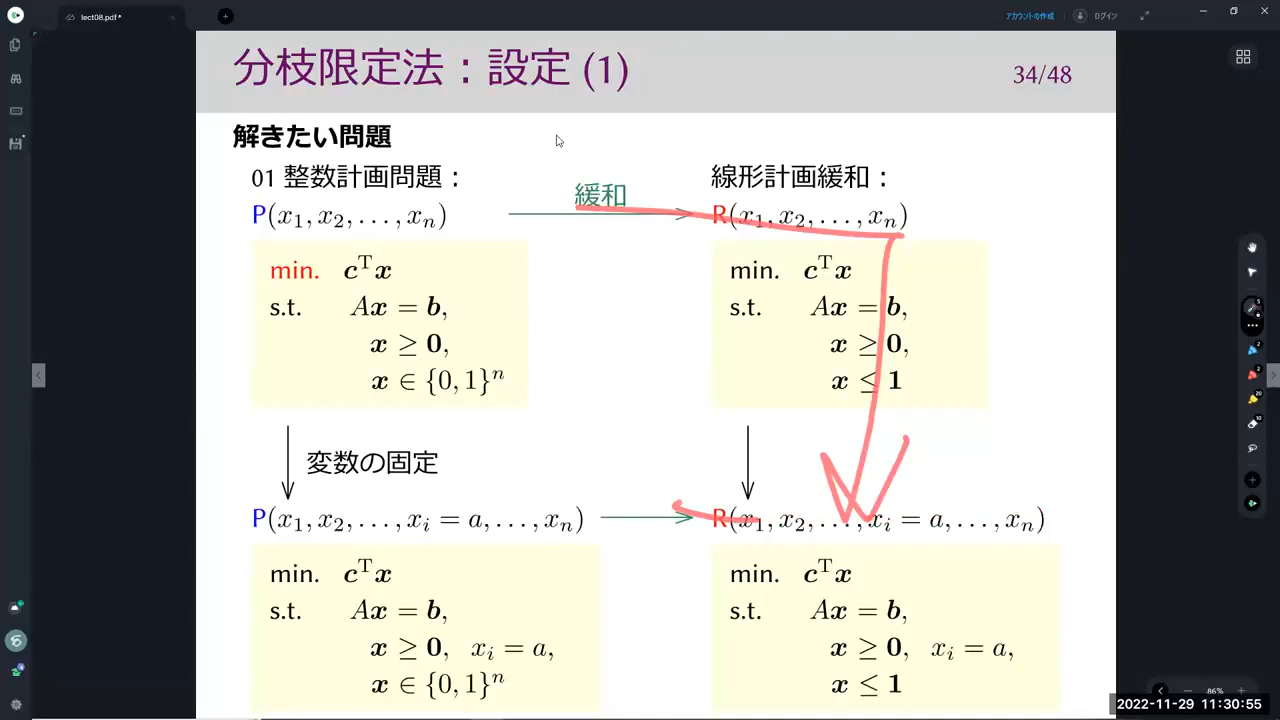 lect08.pdf*
アカウントの作成
ログイン
分枝限定法:設定 (1)
34/48
解きたい問題
01 整数計画問題:
P(x₁, x₂, . . . , xₙ)
min. cᵀx
s.t. Ax = b,
x ≥ 0,
x ∈ {0, 1}ⁿ
緩和
線形計画緩和:
R(x₁, x₂, . . . , xₙ)
min. cᵀx
s.t. Ax = b,
x ≥ 0,
x ≤ 1
変数の固定
P(x₁, x₂, . . . , xᵢ = a, . . . , xₙ)
min. cᵀx
s.t. Ax = b,
x ≥ 0, xᵢ = a,
x ∈ {0, 1}ⁿ
R(x₁, x₂, . . . , xᵢ = a, . . . , xₙ)
min. cᵀx
s.t. Ax = b,
x ≥ 0, xᵢ = a,
x ≤ 1
86%
2022-11-29 11:30:55